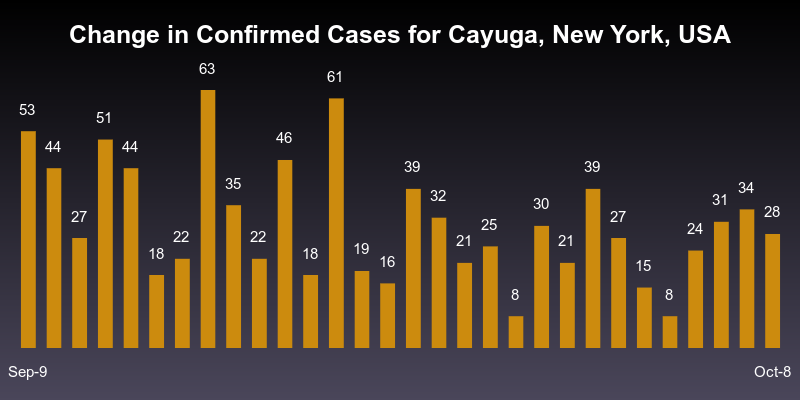 Change in Confirmed Cases for Cayuga, New York, USA
53 44 27 51 44 18 22 63 35 22 46 18 61 19 16 39 32 21 25 8 30 21 39 27 15 8 24 31 34 28
Sep-9 Oct-8